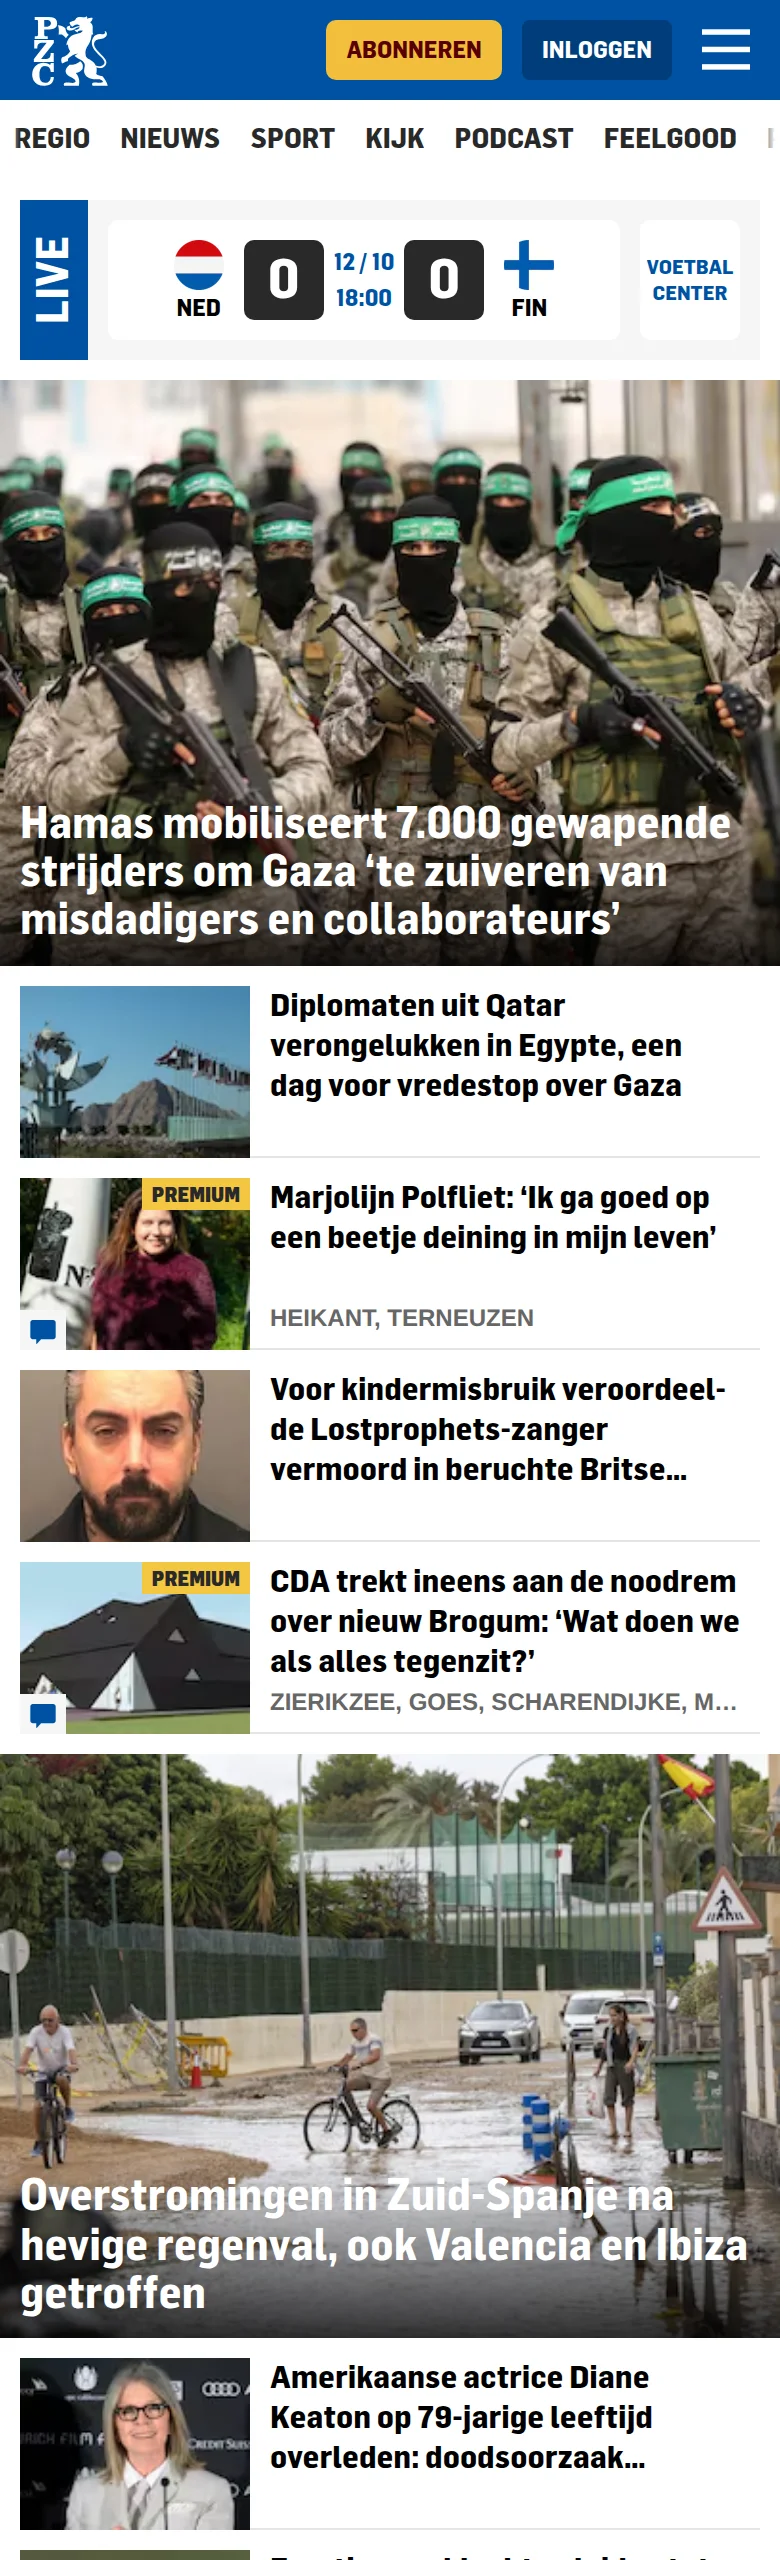 PZC
ABONNEREN
INLOGGEN
REGIO NIEUWS SPORT KIJK PODCAST FEELGOOD
LIVE
NED
0
12 / 10
18:00
0
FIN
VOETBAL
CENTER
Hamas mobiliseert 7.000 gewapende
strijders om Gaza ‘te zuiveren van
misdadigers en collaborateurs’
Diplomaten uit Qatar
verongelukken in Egypte, een
dag voor vredestop over Gaza
PREMIUM
Marjolijn Polfliet: ‘Ik ga goed op
een beetje deining in mijn leven’
HEIKANT, TERNEUZEN
Voor kindermisbruik veroordeel-
de Lostprophets-zanger
vermoord in beruchte Britse...
PREMIUM
CDA trekt ineens aan de noodrem
over nieuw Brogum: ‘Wat doen we
als alles tegenzit?’
ZIERIKZEE, GOES, SCHARENDIJKE, M...
Overstromingen in Zuid-Spanje na
hevige regenval, ook Valencia en Ibiza
getroffen
Amerikaanse actrice Diane
Keaton op 79-jarige leeftijd
overleden: doodsoorzaak...